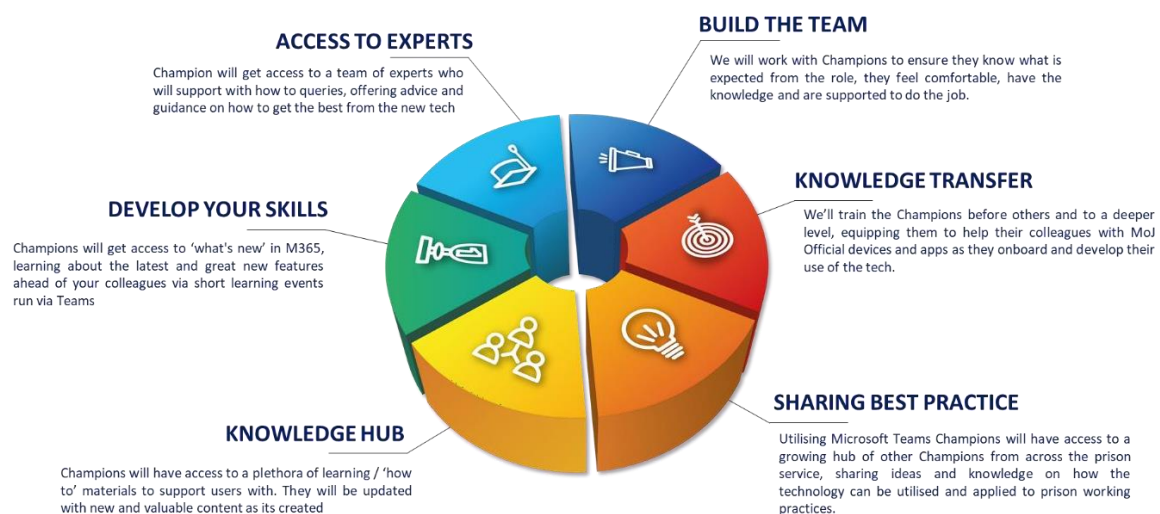 ACCESS TO EXPERTS
Champion will get access to a team of experts who
will support with how to queries, offering advice and
guidance on how to get the best from the new tech
BUILD THE TEAM
We will work with Champions to ensure they know what is
expected from the role, they feel comfortable, have the
knowledge and are supported to do the job.
DEVELOP YOUR SKILLS
Champions will get access to ‘what's new’ in M365,
learning about the latest and great new features
ahead of your colleagues via short learning events
run via Teams
KNOWLEDGE TRANSFER
We’ll train the Champions before others and to a deeper
level, equipping them to help their colleagues with MoJ
Official devices and apps as they onboard and develop their
use of the tech.
KNOWLEDGE HUB
Champions will have access to a plethora of learning / ‘how
to’ materials to support users with. They will be updated
with new and valuable content as its created
SHARING BEST PRACTICE
Utilising Microsoft Teams Champions will have access to a
growing hub of other Champions from across the prison
service, sharing ideas and knowledge on how the
technology can be utilised and applied to prison working
practices.